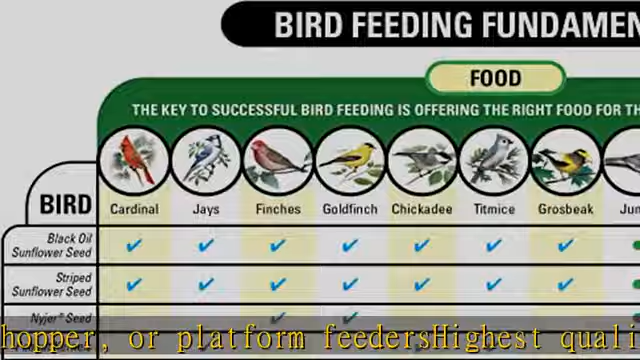 BIRD FEEDING FUNDAMEN
FOOD
THE KEY TO SUCCESSFUL BIRD FEEDING IS OFFERING THE RIGHT FOOD FOR TH
BIRD Cardinal Jays Finches Goldfinch Chickadee Titmice Grosbeak Jun
Black Oil
Sunflower Seed
Striped
Sunflower Seed
Nyjer® Seed
hopper, or platform feedersHighest quali